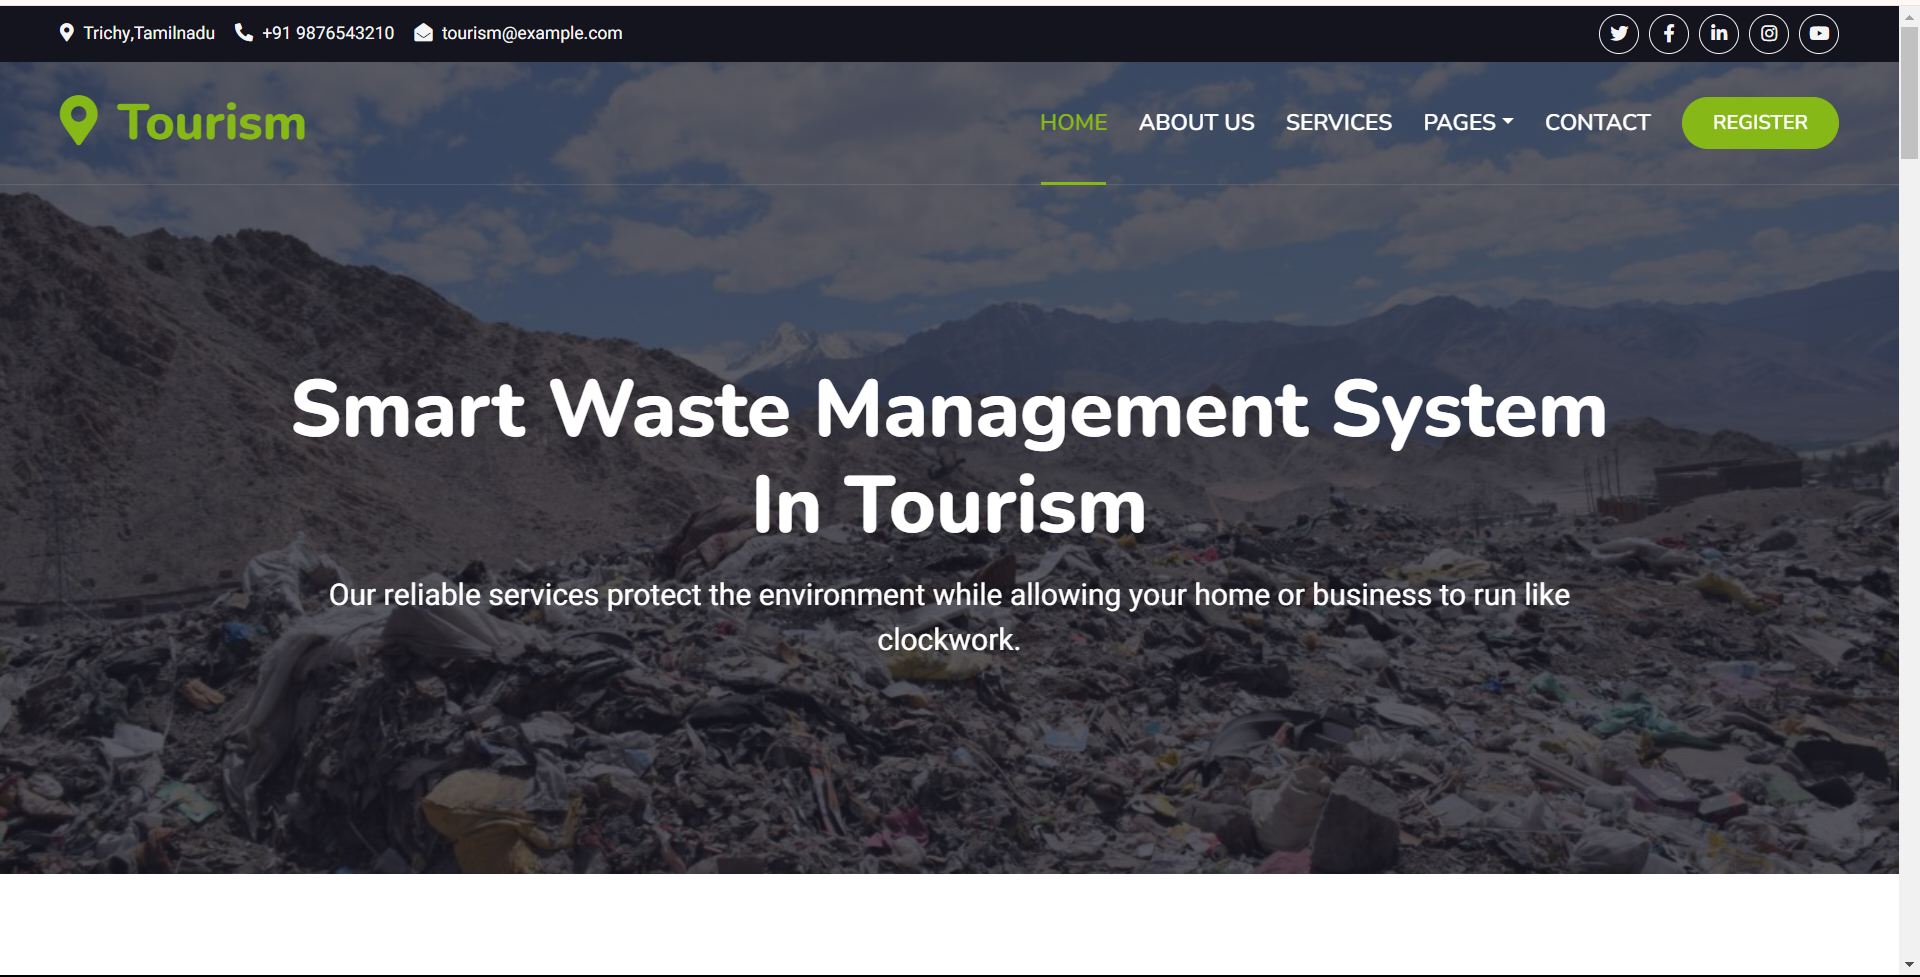 Trichy,Tamilnadu +91 9876543210 tourism@example.com
Tourism
HOME ABOUT US SERVICES PAGES CONTACT REGISTER
Smart Waste Management System
In Tourism
Our reliable services protect the environment while allowing your home or business to run like
clockwork.